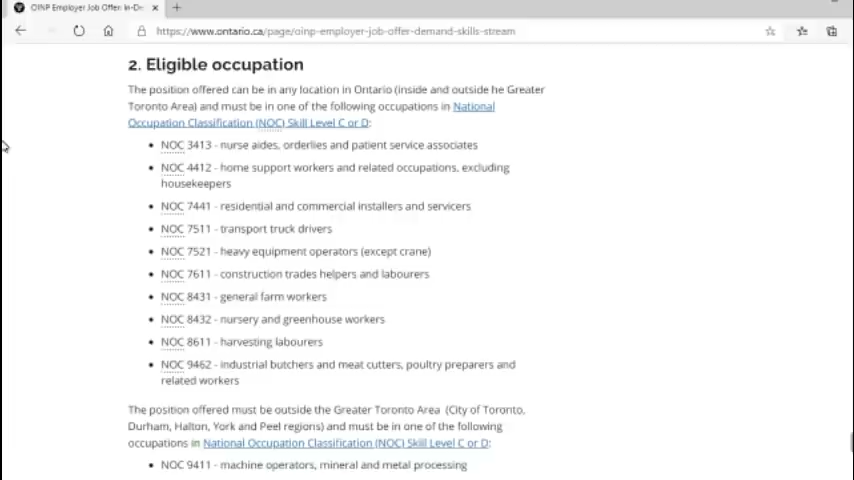 OINP Employer Job Offer: In-De
https://www.ontario.ca/page/oinp-employer-job-offer-demand-skills-stream
2. Eligible occupation
The position offered can be in any location in Ontario (inside and outside he Greater
Toronto Area) and must be in one of the following occupations in National
Occupation Classification (NOC) Skill Level C or D:
• NOC 3413 - nurse aides, orderlies and patient service associates
• NOC 4412 - home support workers and related occupations, excluding
housekeepers
• NOC 7441 - residential and commercial installers and servicers
• NOC 7511 - transport truck drivers
• NOC 7521 - heavy equipment operators (except crane)
• NOC 7611 - construction trades helpers and labourers
• NOC 8431 - general farm workers
• NOC 8432 - nursery and greenhouse workers
• NOC 8611 - harvesting labourers
• NOC 9462 - industrial butchers and meat cutters, poultry preparers and
related workers
The position offered must be outside the Greater Toronto Area (City of Toronto,
Durham, Halton, York and Peel regions) and must be in one of the following
occupations in National Occupation Classification (NOC) Skill Level C or D:
• NOC 9411 - machine operators, mineral and metal processing